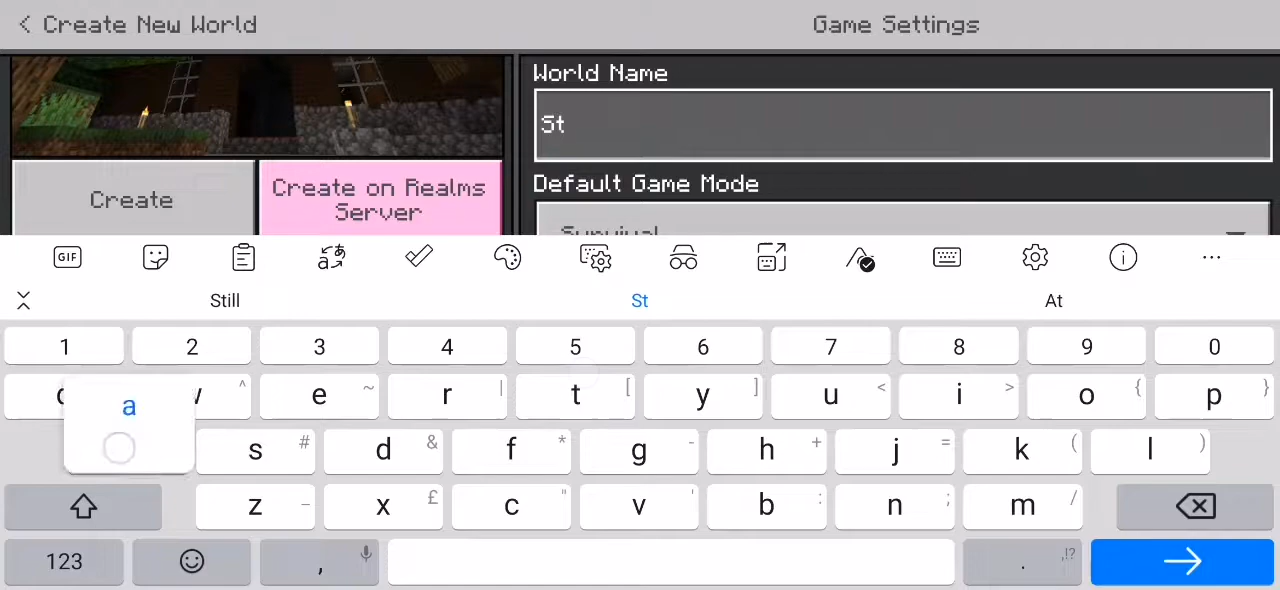 Create New World
Game Settings
World Name
St
Create
Create on Realms
Server
Default Game Mode
Survival
GIF
Still St At
1 2 3 4 5 6 7 8 9 0
^ e ~ r | t [ y ] u < i > o { p }
a s # d & f * g - h + j = k ( l )
z _ x £ c " v ' b : n ; m /
123 , . ,!?